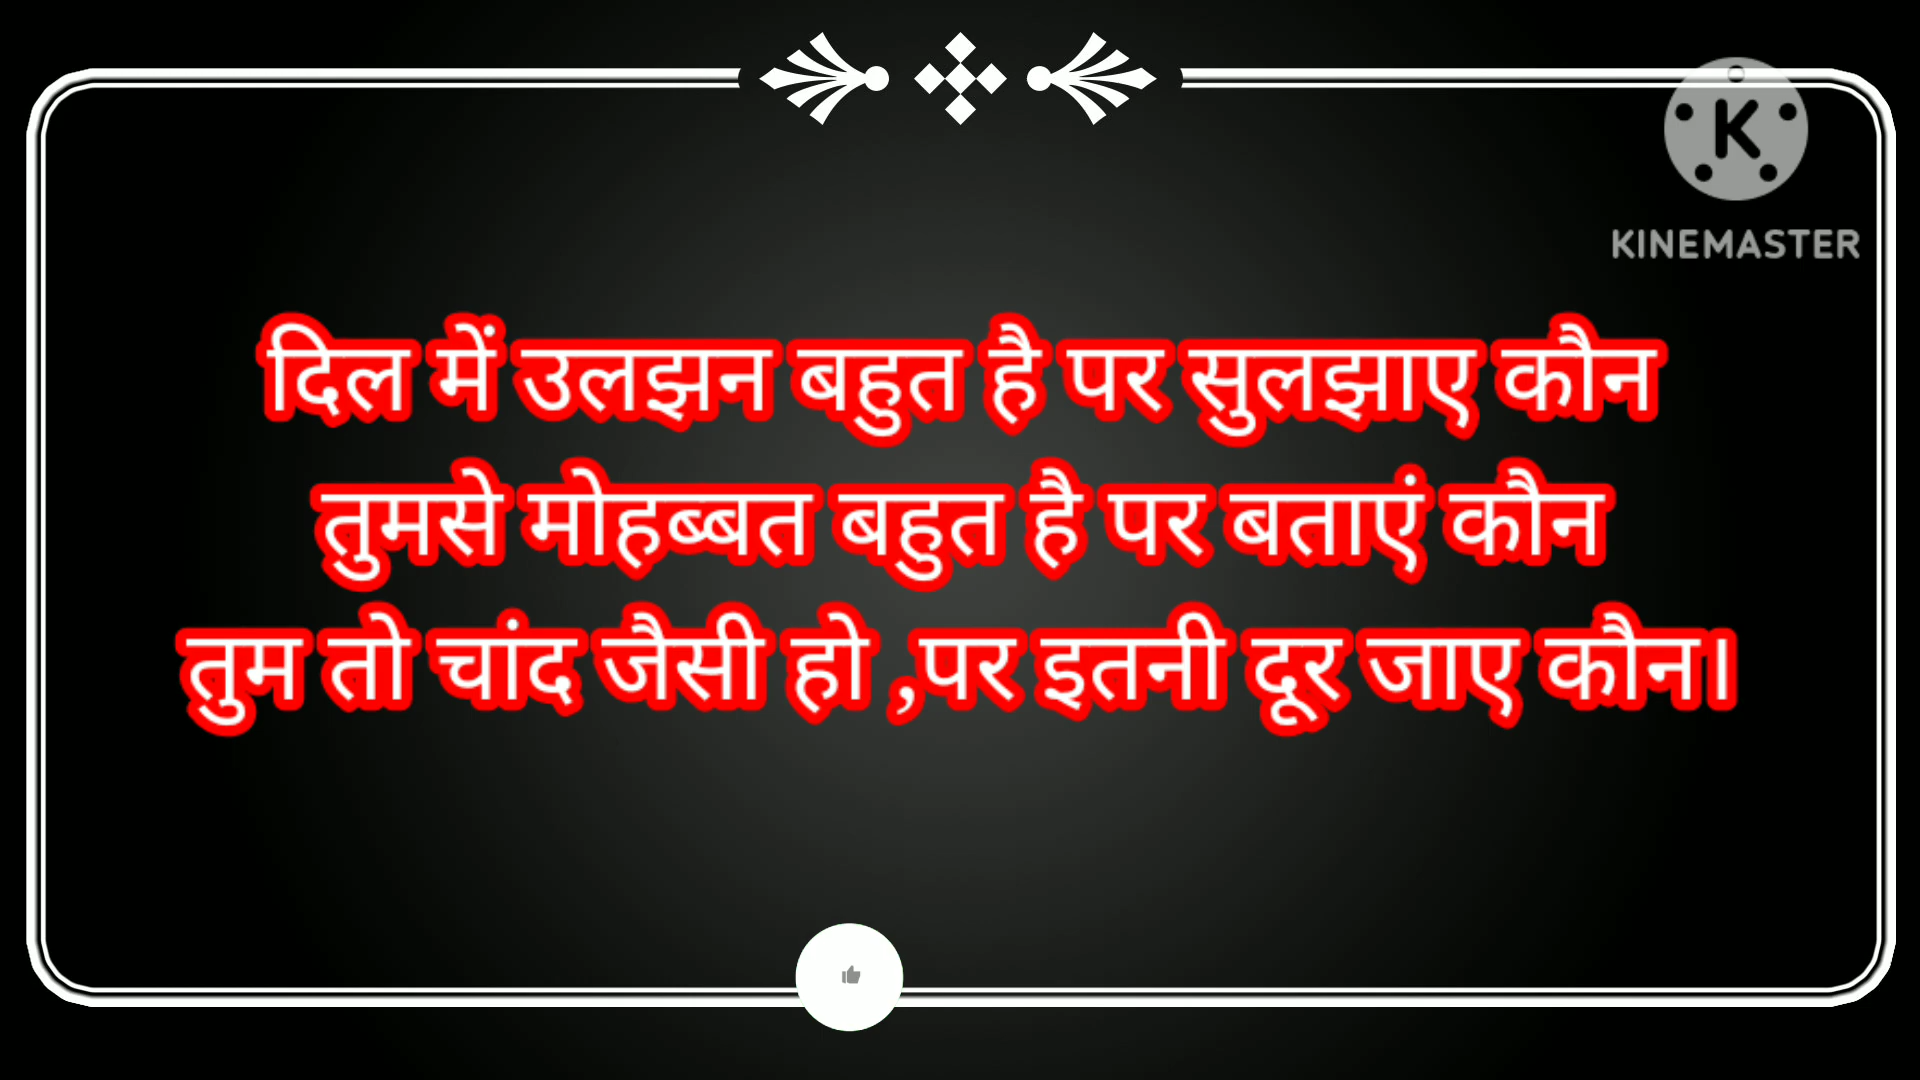 K
KINEMASTER
दिल में उलझन बहुत है पर सुलझाए कौन
तुमसे मोहब्बत बहुत है पर बताएं कौन
तुम तो चांद जैसी हो ,पर इतनी दूर जाए कौन।